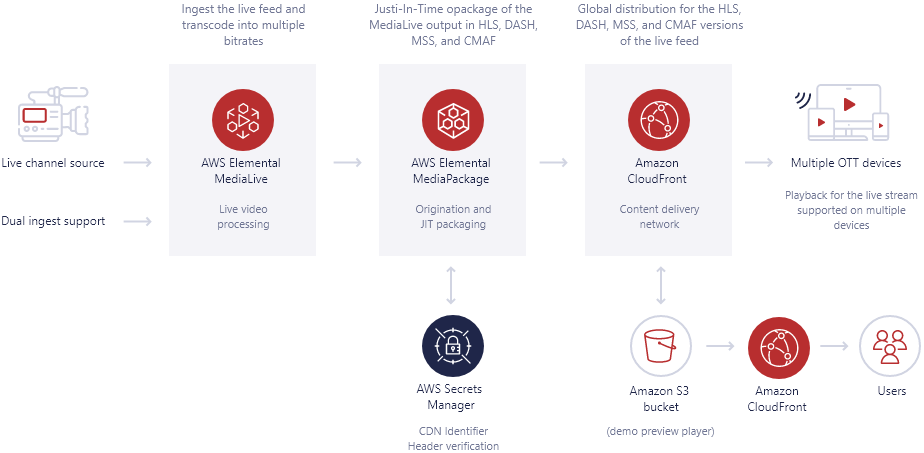 Ingest the live feed and
transcode into multiple
bitrates
Justi-In-Time opackage of the
MediaLive output in HLS, DASH,
MSS, and CMAF
Global distribution for the HLS,
DASH, MSS, and CMAF versions
of the live feed
Live channel source
Dual ingest support
AWS Elemental
MediaLive
Live video
processing
AWS Elemental
MediaPackage
Origination and
JIT packaging
Amazon
CloudFront
Content delivery
network
Multiple OTT devices
Playback for the live stream
supported on multiple
devices
AWS Secrets
Manager
CDN Identifier
Header verification
Amazon S3
bucket
(demo preview player)
Amazon
CloudFront
Users